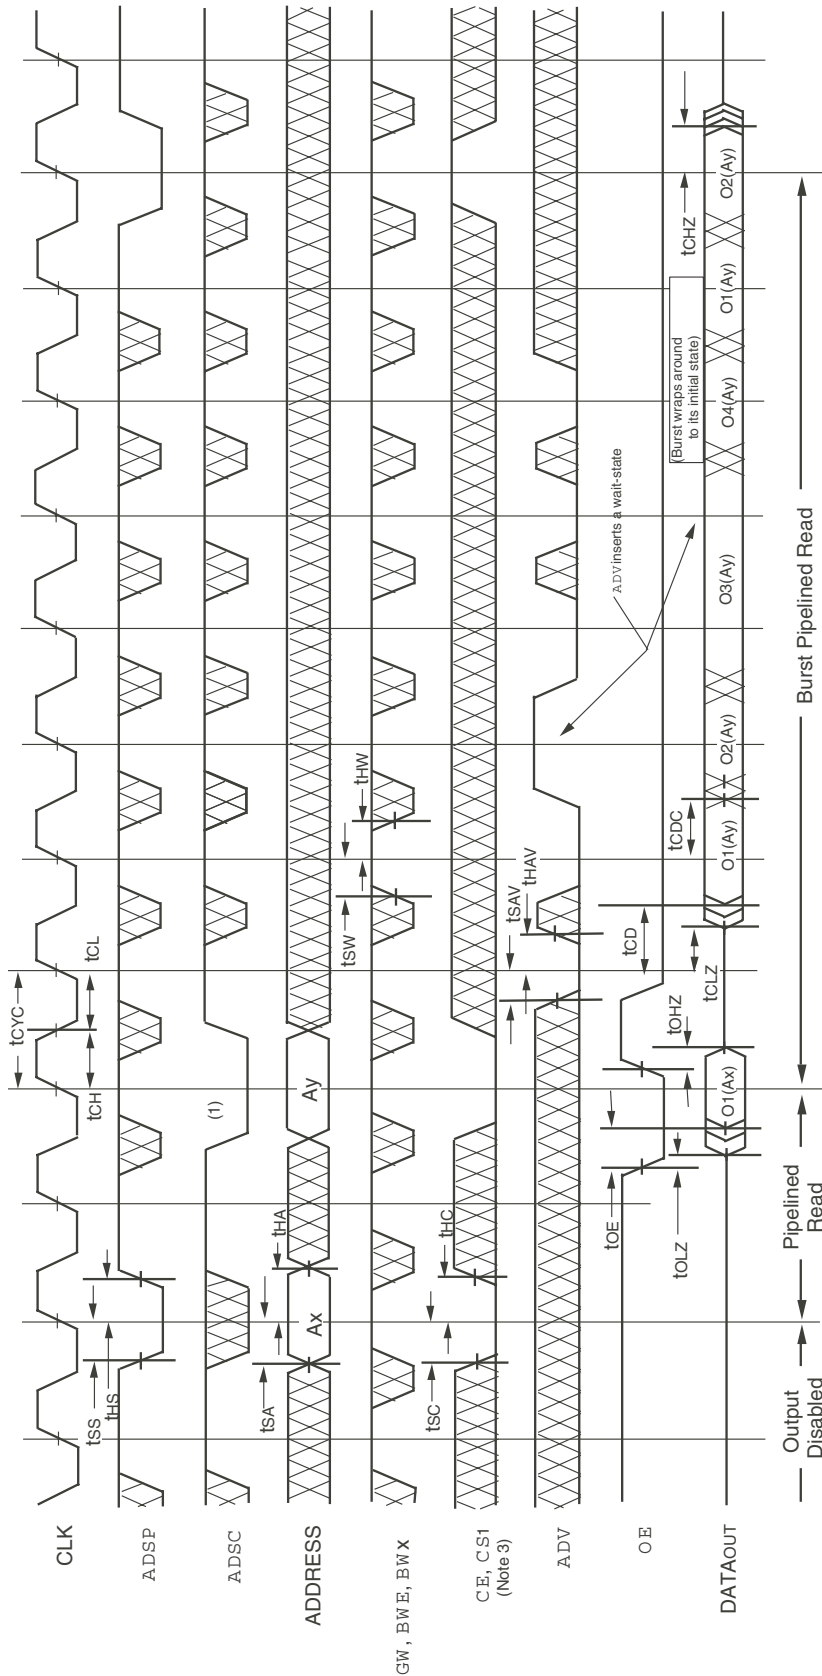 CLK
tCYC
tCH
tCL
tSS
tHS
ADSP
ADSC
(1)
tSA
tHA
ADDRESS
Ax
Ay
tSW
tHW
GW, BWE, BWx
tSC
tHC
CE, CS1
(Note 3)
tSAV
tHAV
ADV
ADV inserts a wait-state
tOE
tOLZ
OE
tOHZ
tCD
tCLZ
tCDC
(Burst wraps around
to its initial state)
tCHZ
DATAOUT
O1(Ax)
O1(Ay)
O2(Ay)
O3(Ay)
O4(Ay)
O1(Ay)
O2(Ay)
Output
Disabled
Pipelined
Read
Burst Pipelined Read